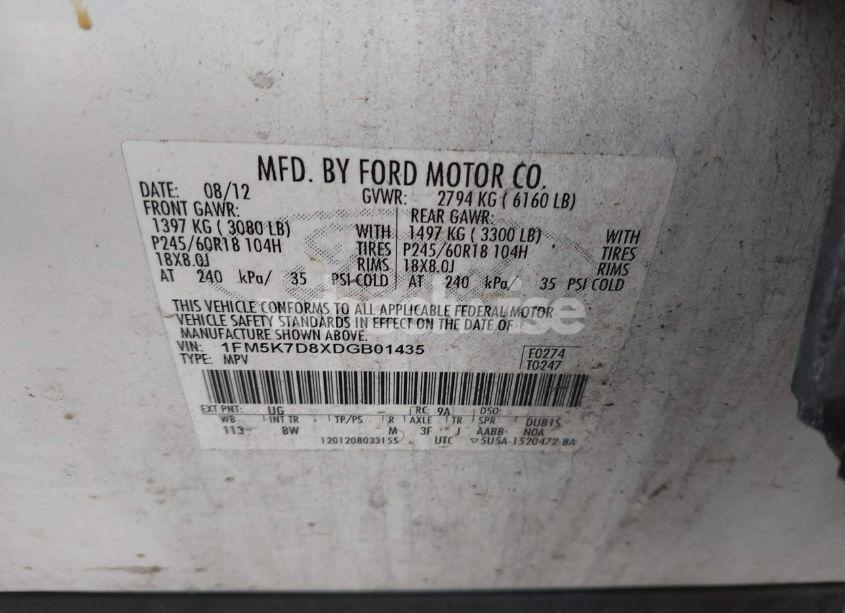 MFD. BY FORD MOTOR CO.
DATE: 08/12 GVWR: 2794 KG ( 6160 LB)
FRONT GAWR: REAR GAWR:
1397 KG ( 3080 LB) WITH 1497 KG ( 3300 LB) WITH
P245/60R18 104H TIRES P245/60R18 104H TIRES
18X8.0J RIMS 18X8.0J RIMS
AT 240 kPa/ 35 PSI COLD AT 240 kPa/ 35 PSI COLD
THIS VEHICLE CONFORMS TO ALL APPLICABLE FEDERAL MOTOR
VEHICLE SAFETY STANDARDS IN EFFECT ON THE DATE OF
MANUFACTURE SHOWN ABOVE.
VIN: 1FM5K7D8XDGB01435 F0274
TYPE: MPV T0247
EXT PNT: UG RC: 9A DSO:
WB INT TR TP/PS R AXLE TR SPR DUBIS
113 BW M 3F J AABB NOA
1201208033155 UTC ▽5U5A-1520472-BA